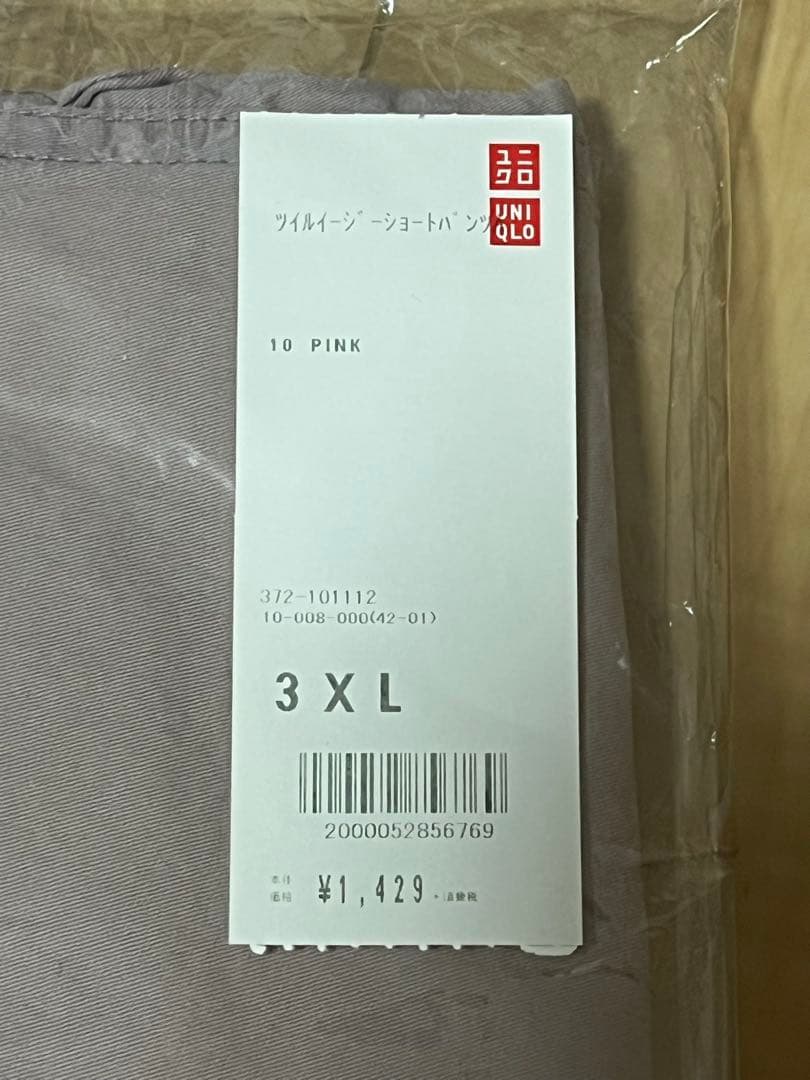 ユニ
クロ
UNI
QLO
ツイルイージーショートパンツ
10 PINK
372-101112
10-008-000(42-01)
3XL
2000052856769
本体
価格 ¥1,429 +消費税